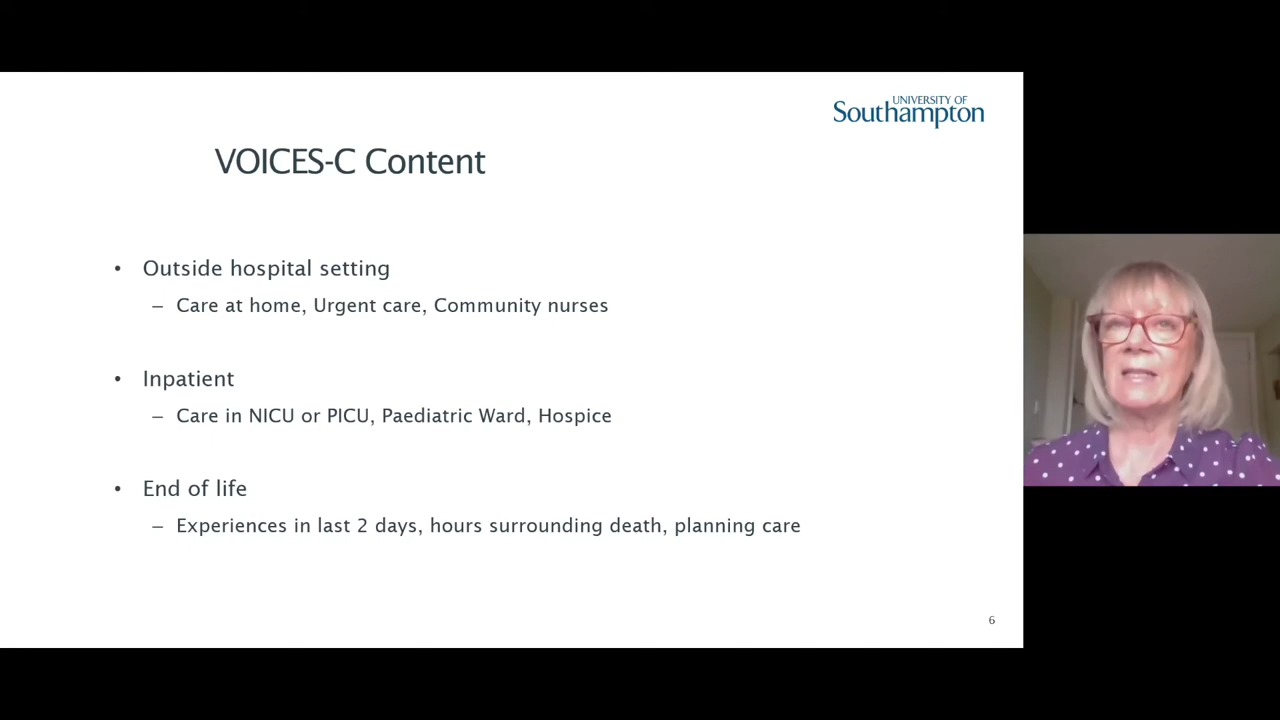 UNIVERSITY OF
Southampton
VOICES-C Content
• Outside hospital setting
– Care at home, Urgent care, Community nurses
• Inpatient
– Care in NICU or PICU, Paediatric Ward, Hospice
• End of life
– Experiences in last 2 days, hours surrounding death, planning care
6